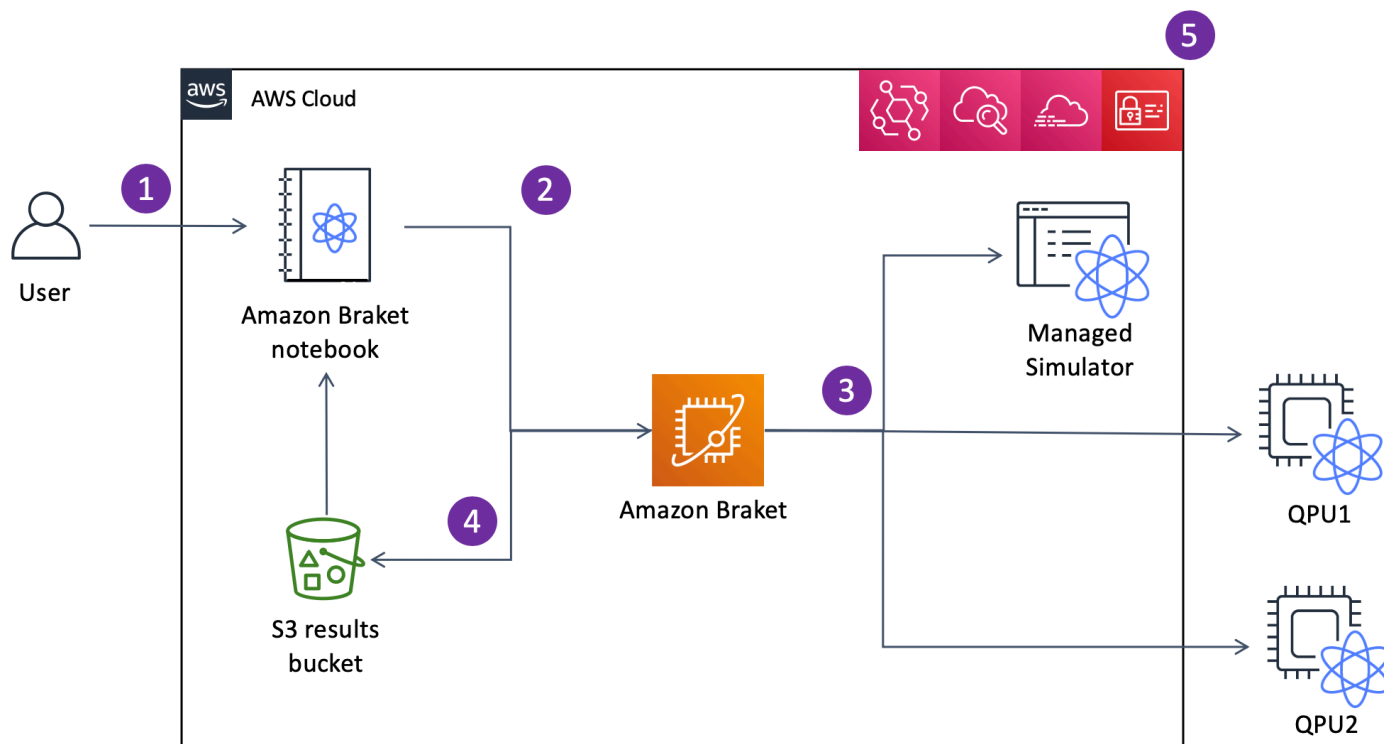 5
aws
AWS Cloud
1
2
User
Amazon Braket
notebook
Managed
Simulator
3
Amazon Braket
QPU1
4
S3 results
bucket
QPU2